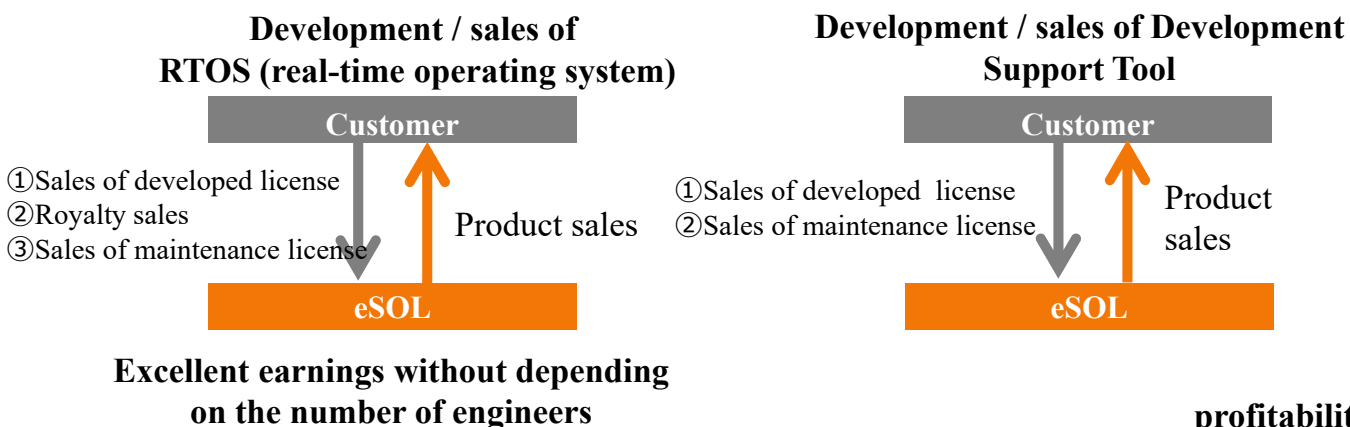 Development / sales of
RTOS (real-time operating system)
Customer
①Sales of developed license
②Royalty sales
③Sales of maintenance license
Product sales
eSOL
Excellent earnings without depending
on the number of engineers
Development / sales of Development
Support Tool
Customer
①Sales of developed license
②Sales of maintenance license
Product
sales
eSOL